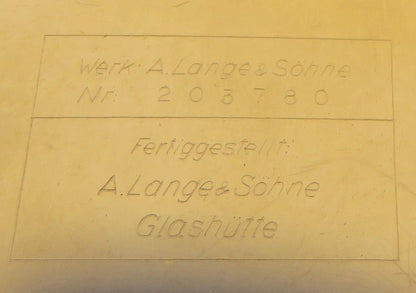 Werk: A. Lange & Söhne
Nr: 203780
Fertiggestellt:
A. Lange & Söhne
Glashütte